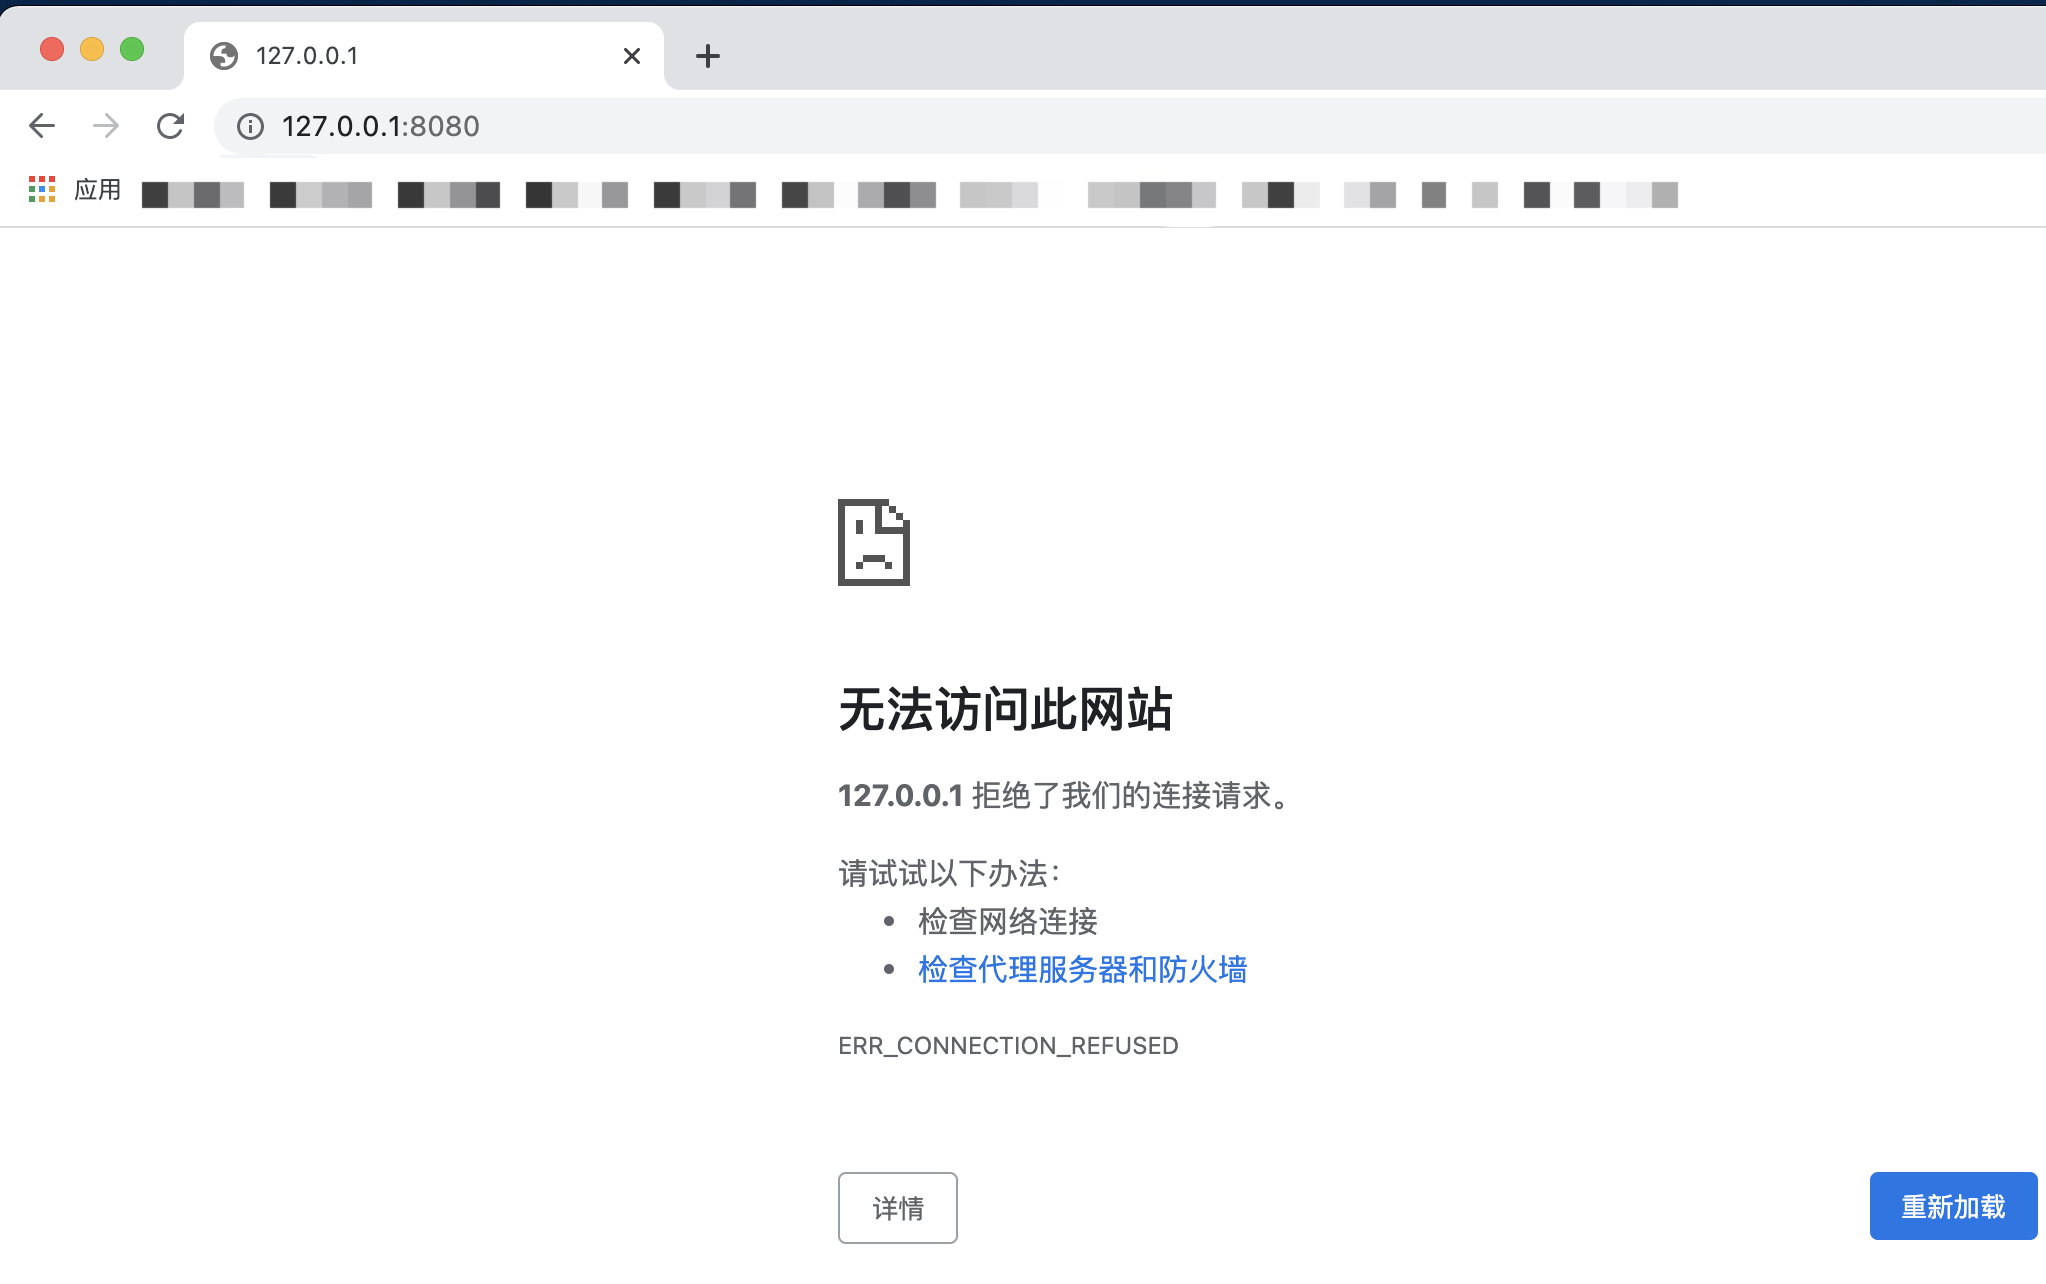 127.0.0.1
127.0.0.1:8080
应用
无法访问此网站
127.0.0.1 拒绝了我们的连接请求。
请试试以下办法：
• 检查网络连接
• 检查代理服务器和防火墙
ERR_CONNECTION_REFUSED
详情
重新加载